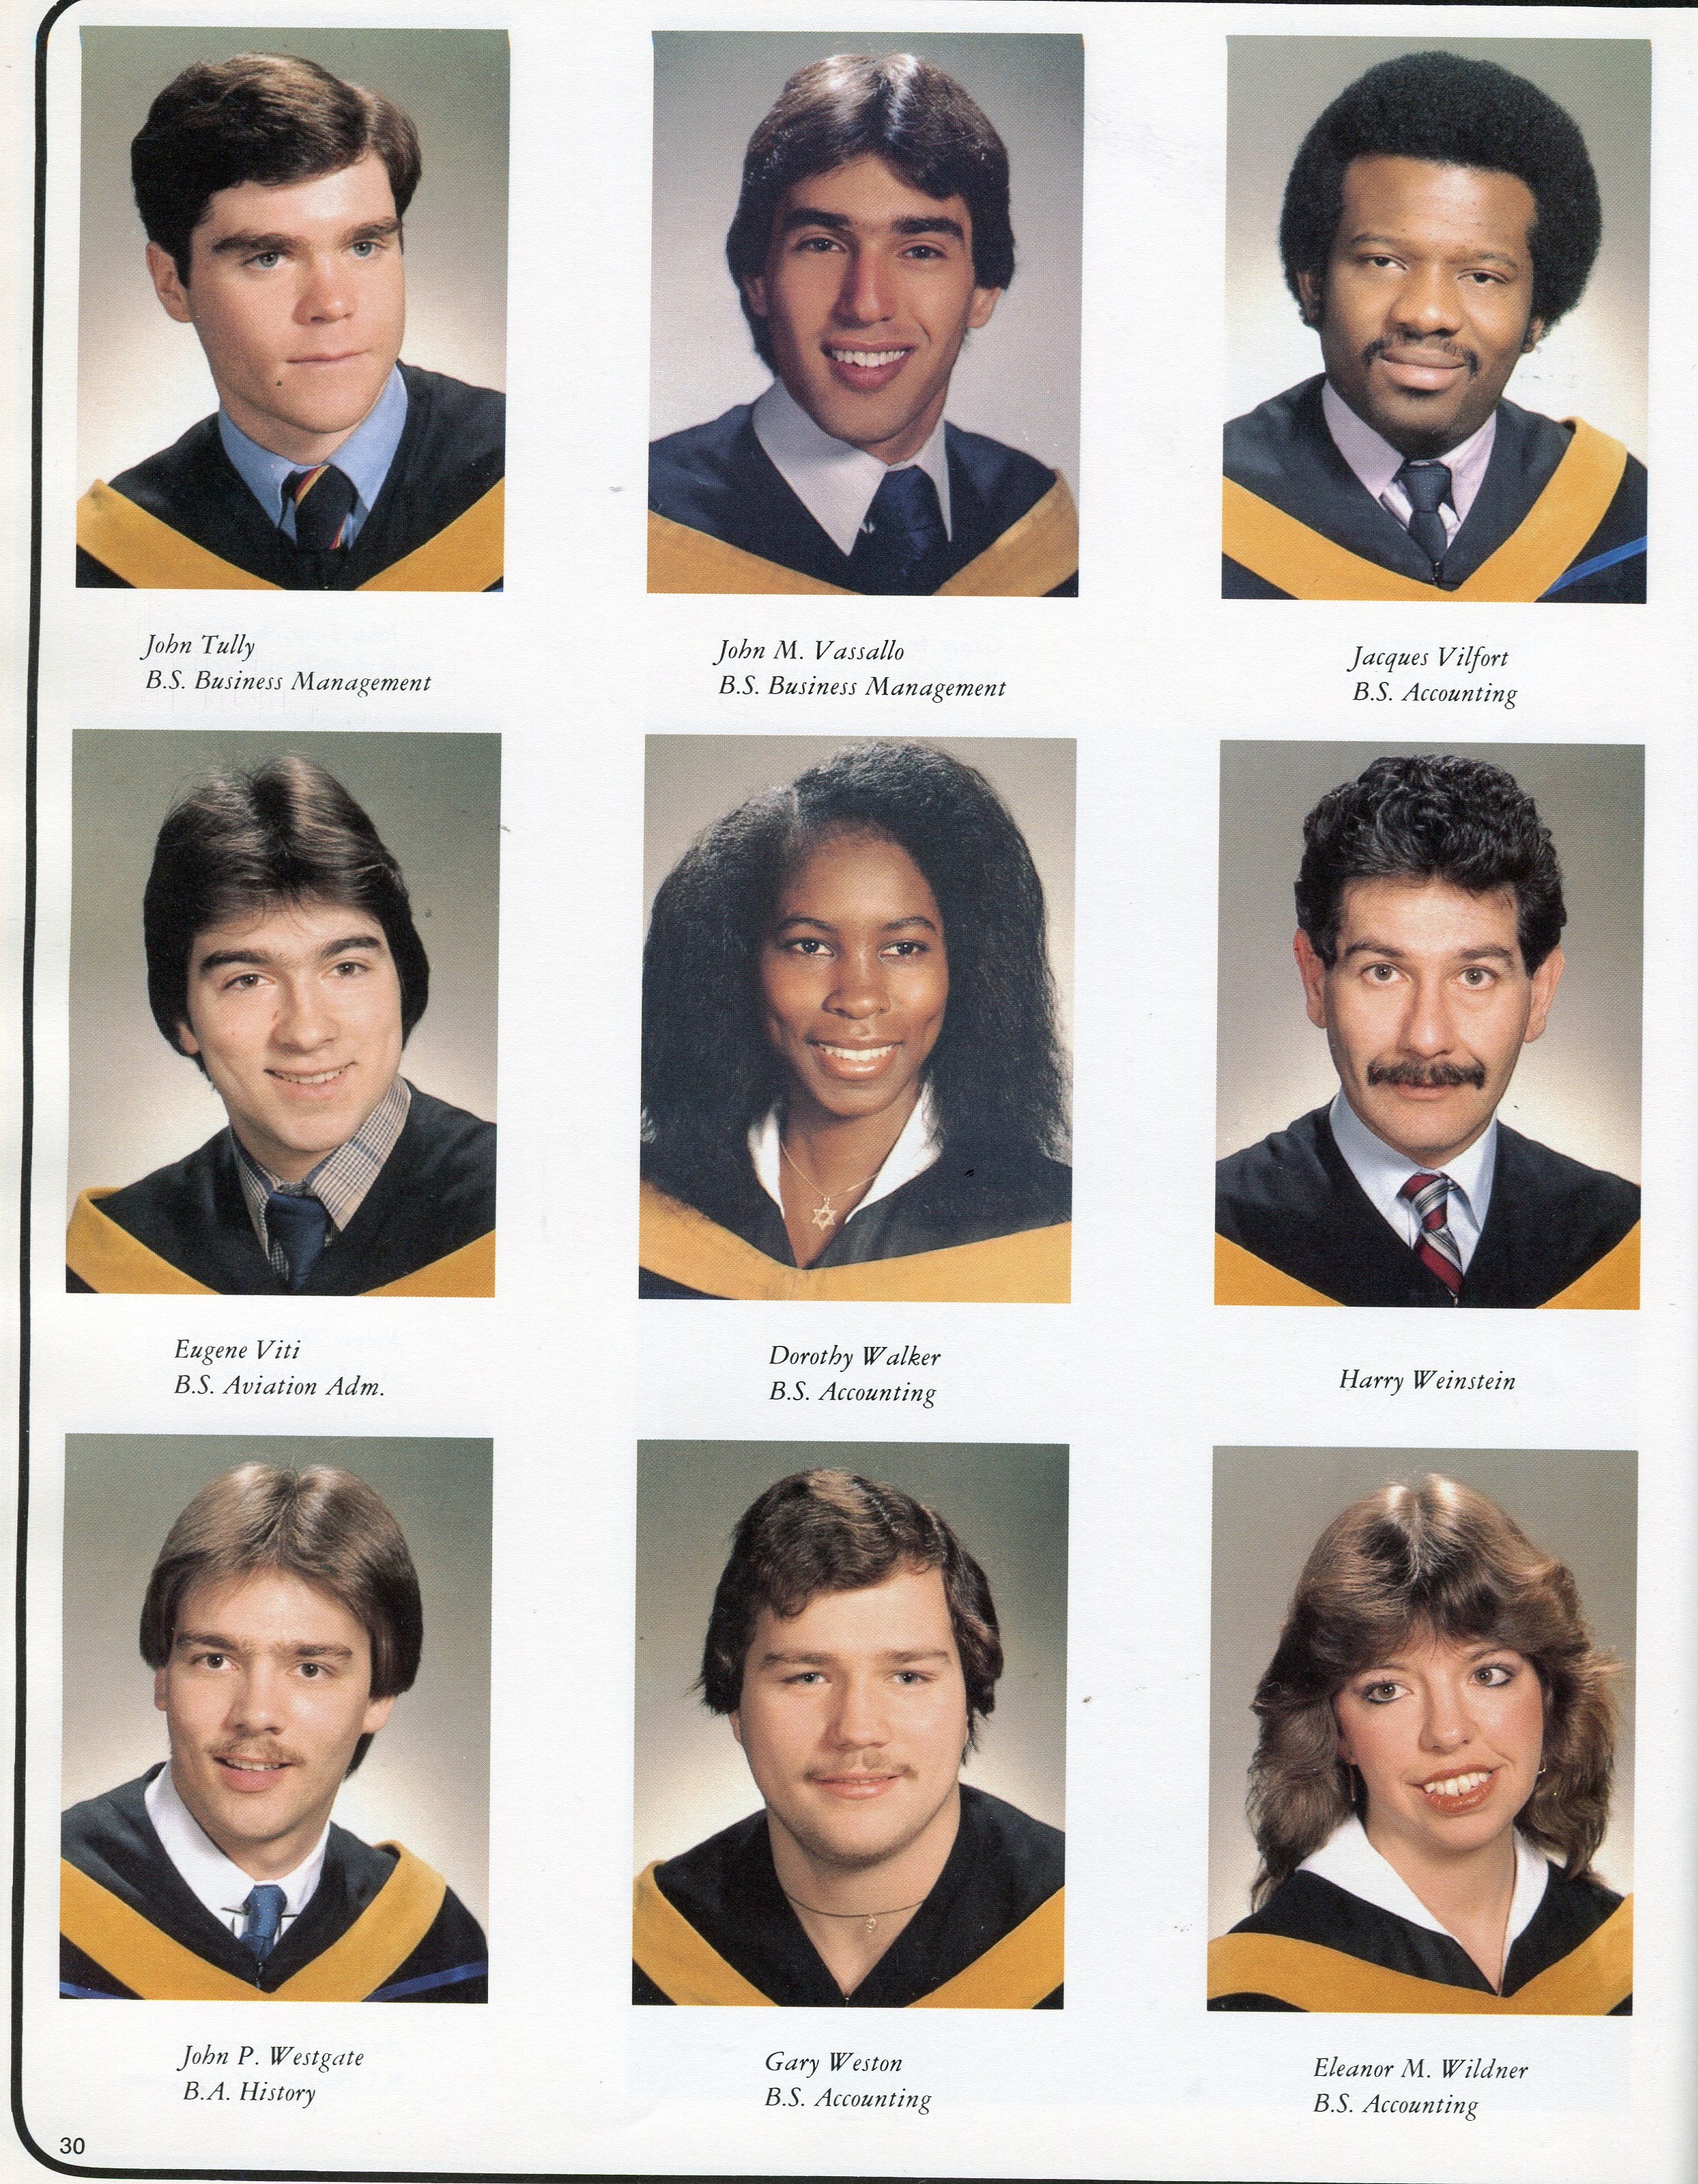 John Tully
B.S. Business Management
John M. Vassallo
B.S. Business Management
Jacques Vilfort
B.S. Accounting
Eugene Viti
B.S. Aviation Adm.
Dorothy Walker
B.S. Accounting
Harry Weinstein
John P. Westgate
B.A. History
Gary Weston
B.S. Accounting
Eleanor M. Wildner
B.S. Accounting
30